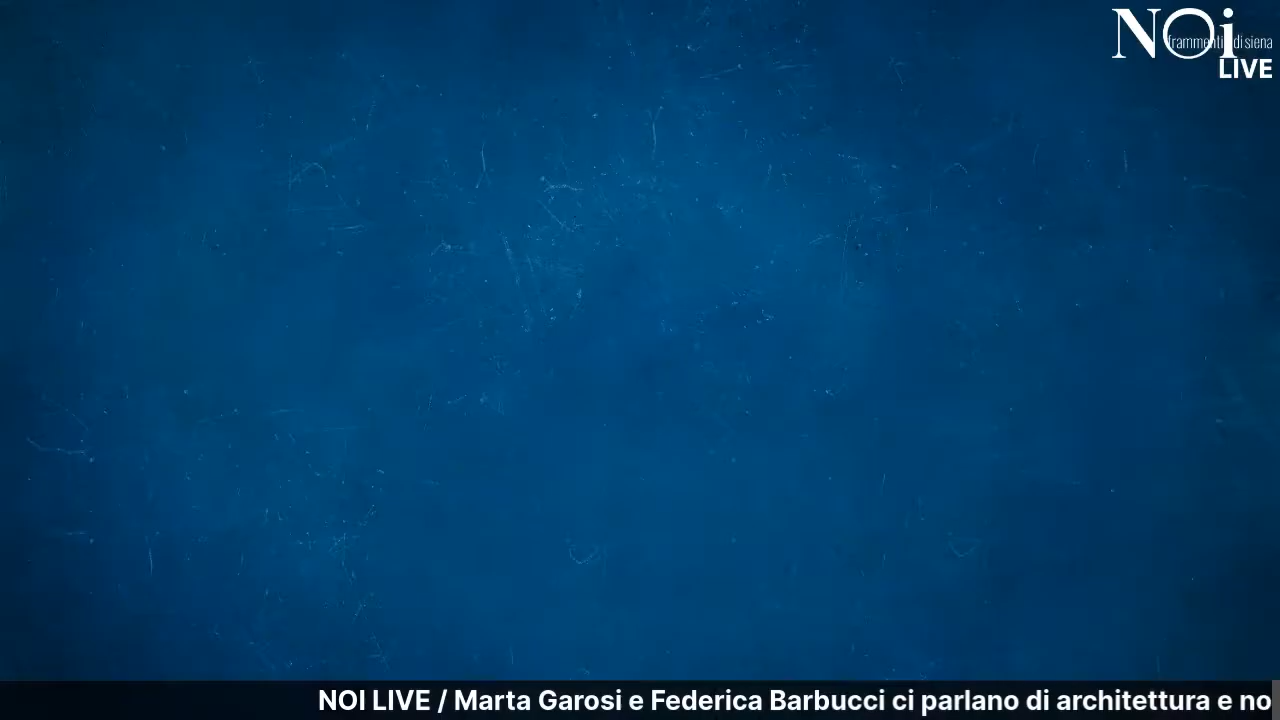 NOi
frammenti di siena
LIVE
NOI LIVE / Marta Garosi e Federica Barbucci ci parlano di architettura e no